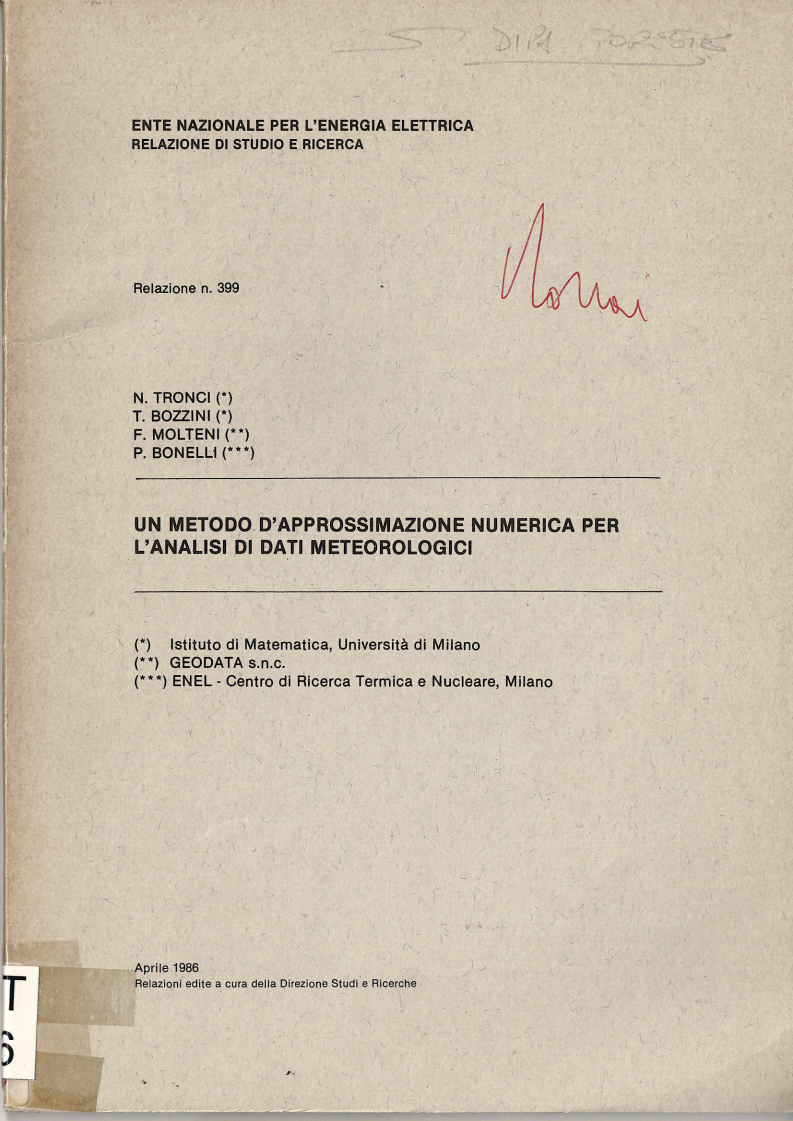 ENTE NAZIONALE PER L'ENERGIA ELETTRICA
RELAZIONE DI STUDIO E RICERCA
Relazione n. 399
N. TRONCI (*)
T. BOZZINI (*)
F. MOLTENI (**)
P. BONELLI (***)
UN METODO D'APPROSSIMAZIONE NUMERICA PER
L'ANALISI DI DATI METEOROLOGICI
(*) Istituto di Matematica, Università di Milano
(**) GEODATA s.n.c.
(***) ENEL - Centro di Ricerca Termica e Nucleare, Milano
Aprile 1986
Relazioni edite a cura della Direzione Studi e Ricerche
T
6